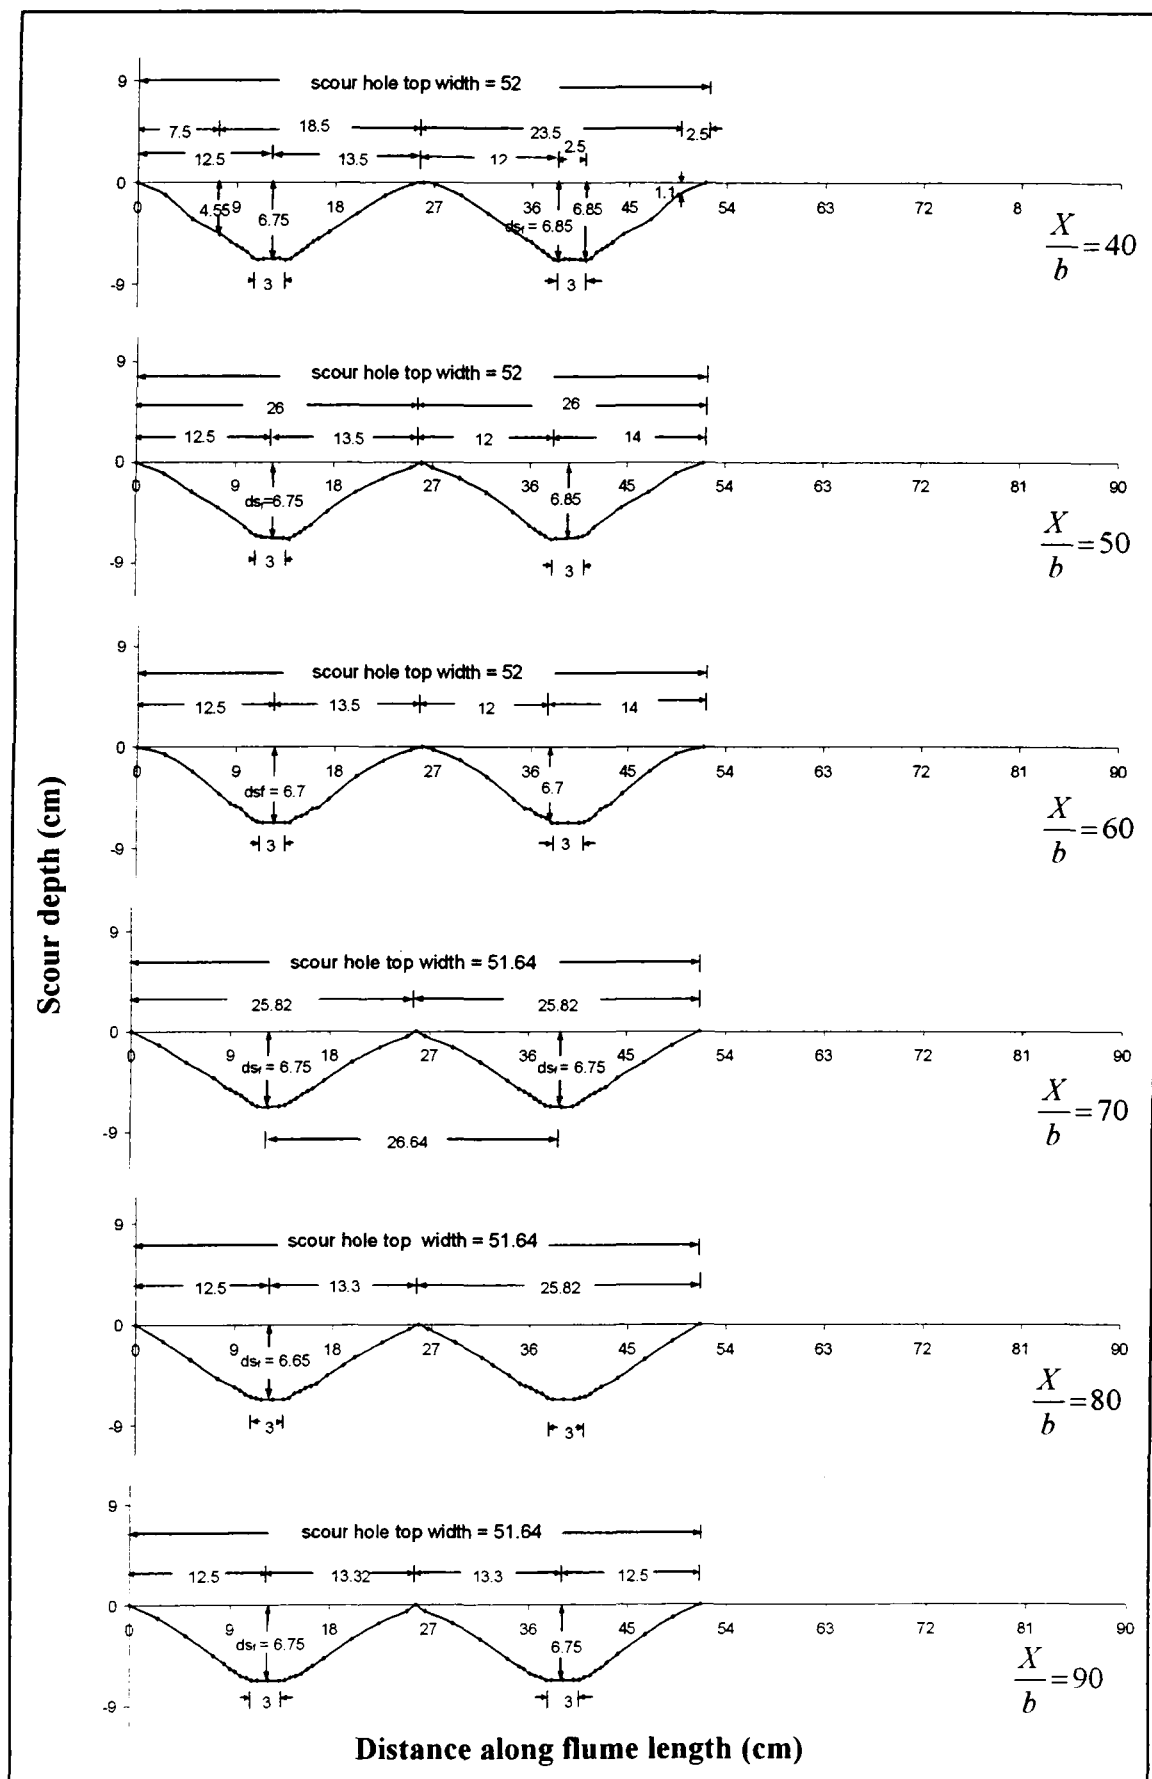 9
scour hole top width = 52
7.5 18.5 23.5 2.5
12.5 13.5 12 2.5
0
0 9 18 27 36 45 54 63 72 8 90
4.55 6.75 dsf = 6.85 6.85 1.1
-9
3 3
X/b = 40
9
scour hole top width = 52
26 26
12.5 13.5 12 14
0
0 9 18 27 36 45 54 63 72 81 90
dsf=6.75 6.85
-9
3 3
X/b = 50
9
scour hole top width = 52
12.5 13.5 12 14
0
0 9 18 27 36 45 54 63 72 81 90
dsf = 6.7 6.7
-9
3 3
X/b = 60
Scour depth (cm)
9
scour hole top width = 51.64
25.82 25.82
0
0 9 18 27 36 45 54 63 72 81 90
dsf = 6.75 dsf = 6.75
-9
26.64
X/b = 70
9
scour hole top width = 51.64
12.5 13.3 25.82
0
0 9 18 27 36 45 54 63 72 81 90
dsf = 6.65
-9
3 3
X/b = 80
9
scour hole top width = 51.64
12.5 13.32 13.3 12.5
0
0 9 18 27 36 45 54 63 72 81 90
dsf = 6.75 6.75
-9
3 3
X/b = 90
Distance along flume length (cm)